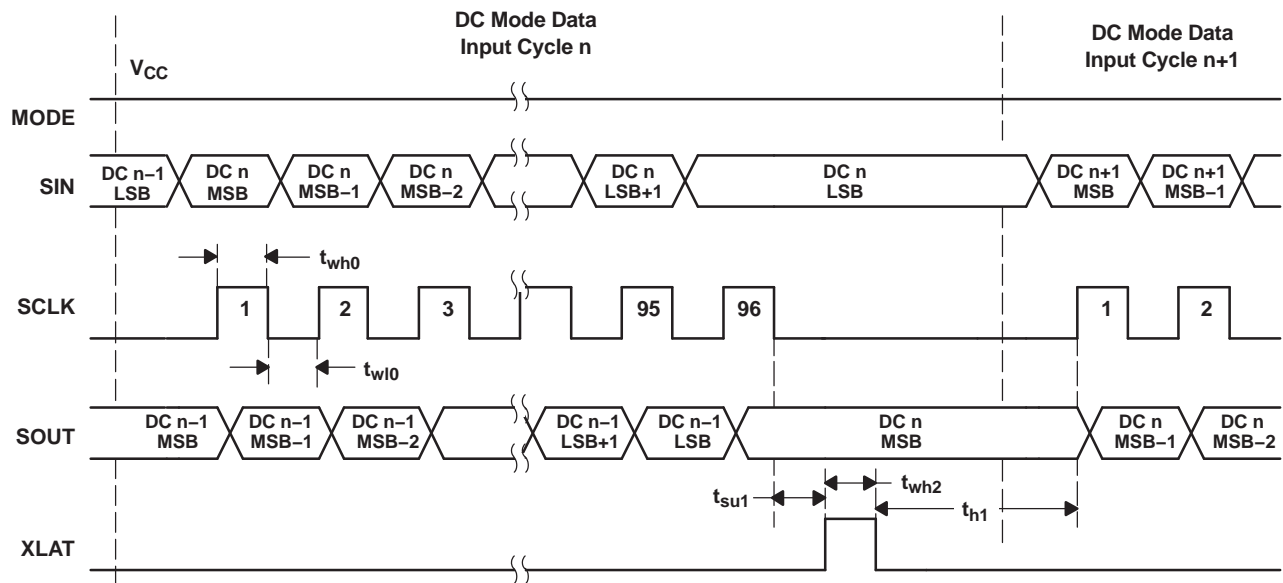 DC Mode Data
Input Cycle n
DC Mode Data
Input Cycle n+1
VCC
MODE
SIN
DC n–1
LSB
DC n
MSB
DC n
MSB–1
DC n
MSB–2
DC n
LSB+1
DC n
LSB
DC n+1
MSB
DC n+1
MSB–1
twh0
SCLK
1
2
3
95
96
1
2
twl0
SOUT
DC n–1
MSB
DC n–1
MSB–1
DC n–1
MSB–2
DC n–1
LSB+1
DC n–1
LSB
DC n
MSB
DC n
MSB–1
DC n
MSB–2
tsu1
twh2
th1
XLAT